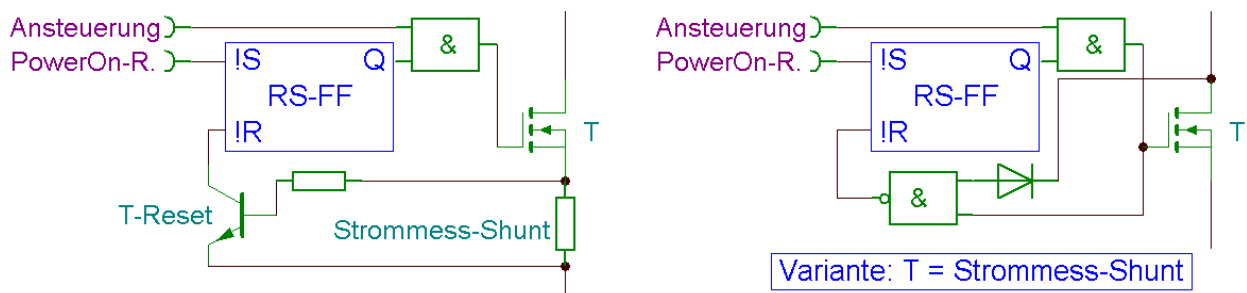 Ansteuerung
PowerOn-R.
!S
Q
&
RS-FF
!R
T
T-Reset
Strommess-Shunt
Ansteuerung
PowerOn-R.
!S
Q
&
RS-FF
!R
T
&
Variante: T = Strommess-Shunt